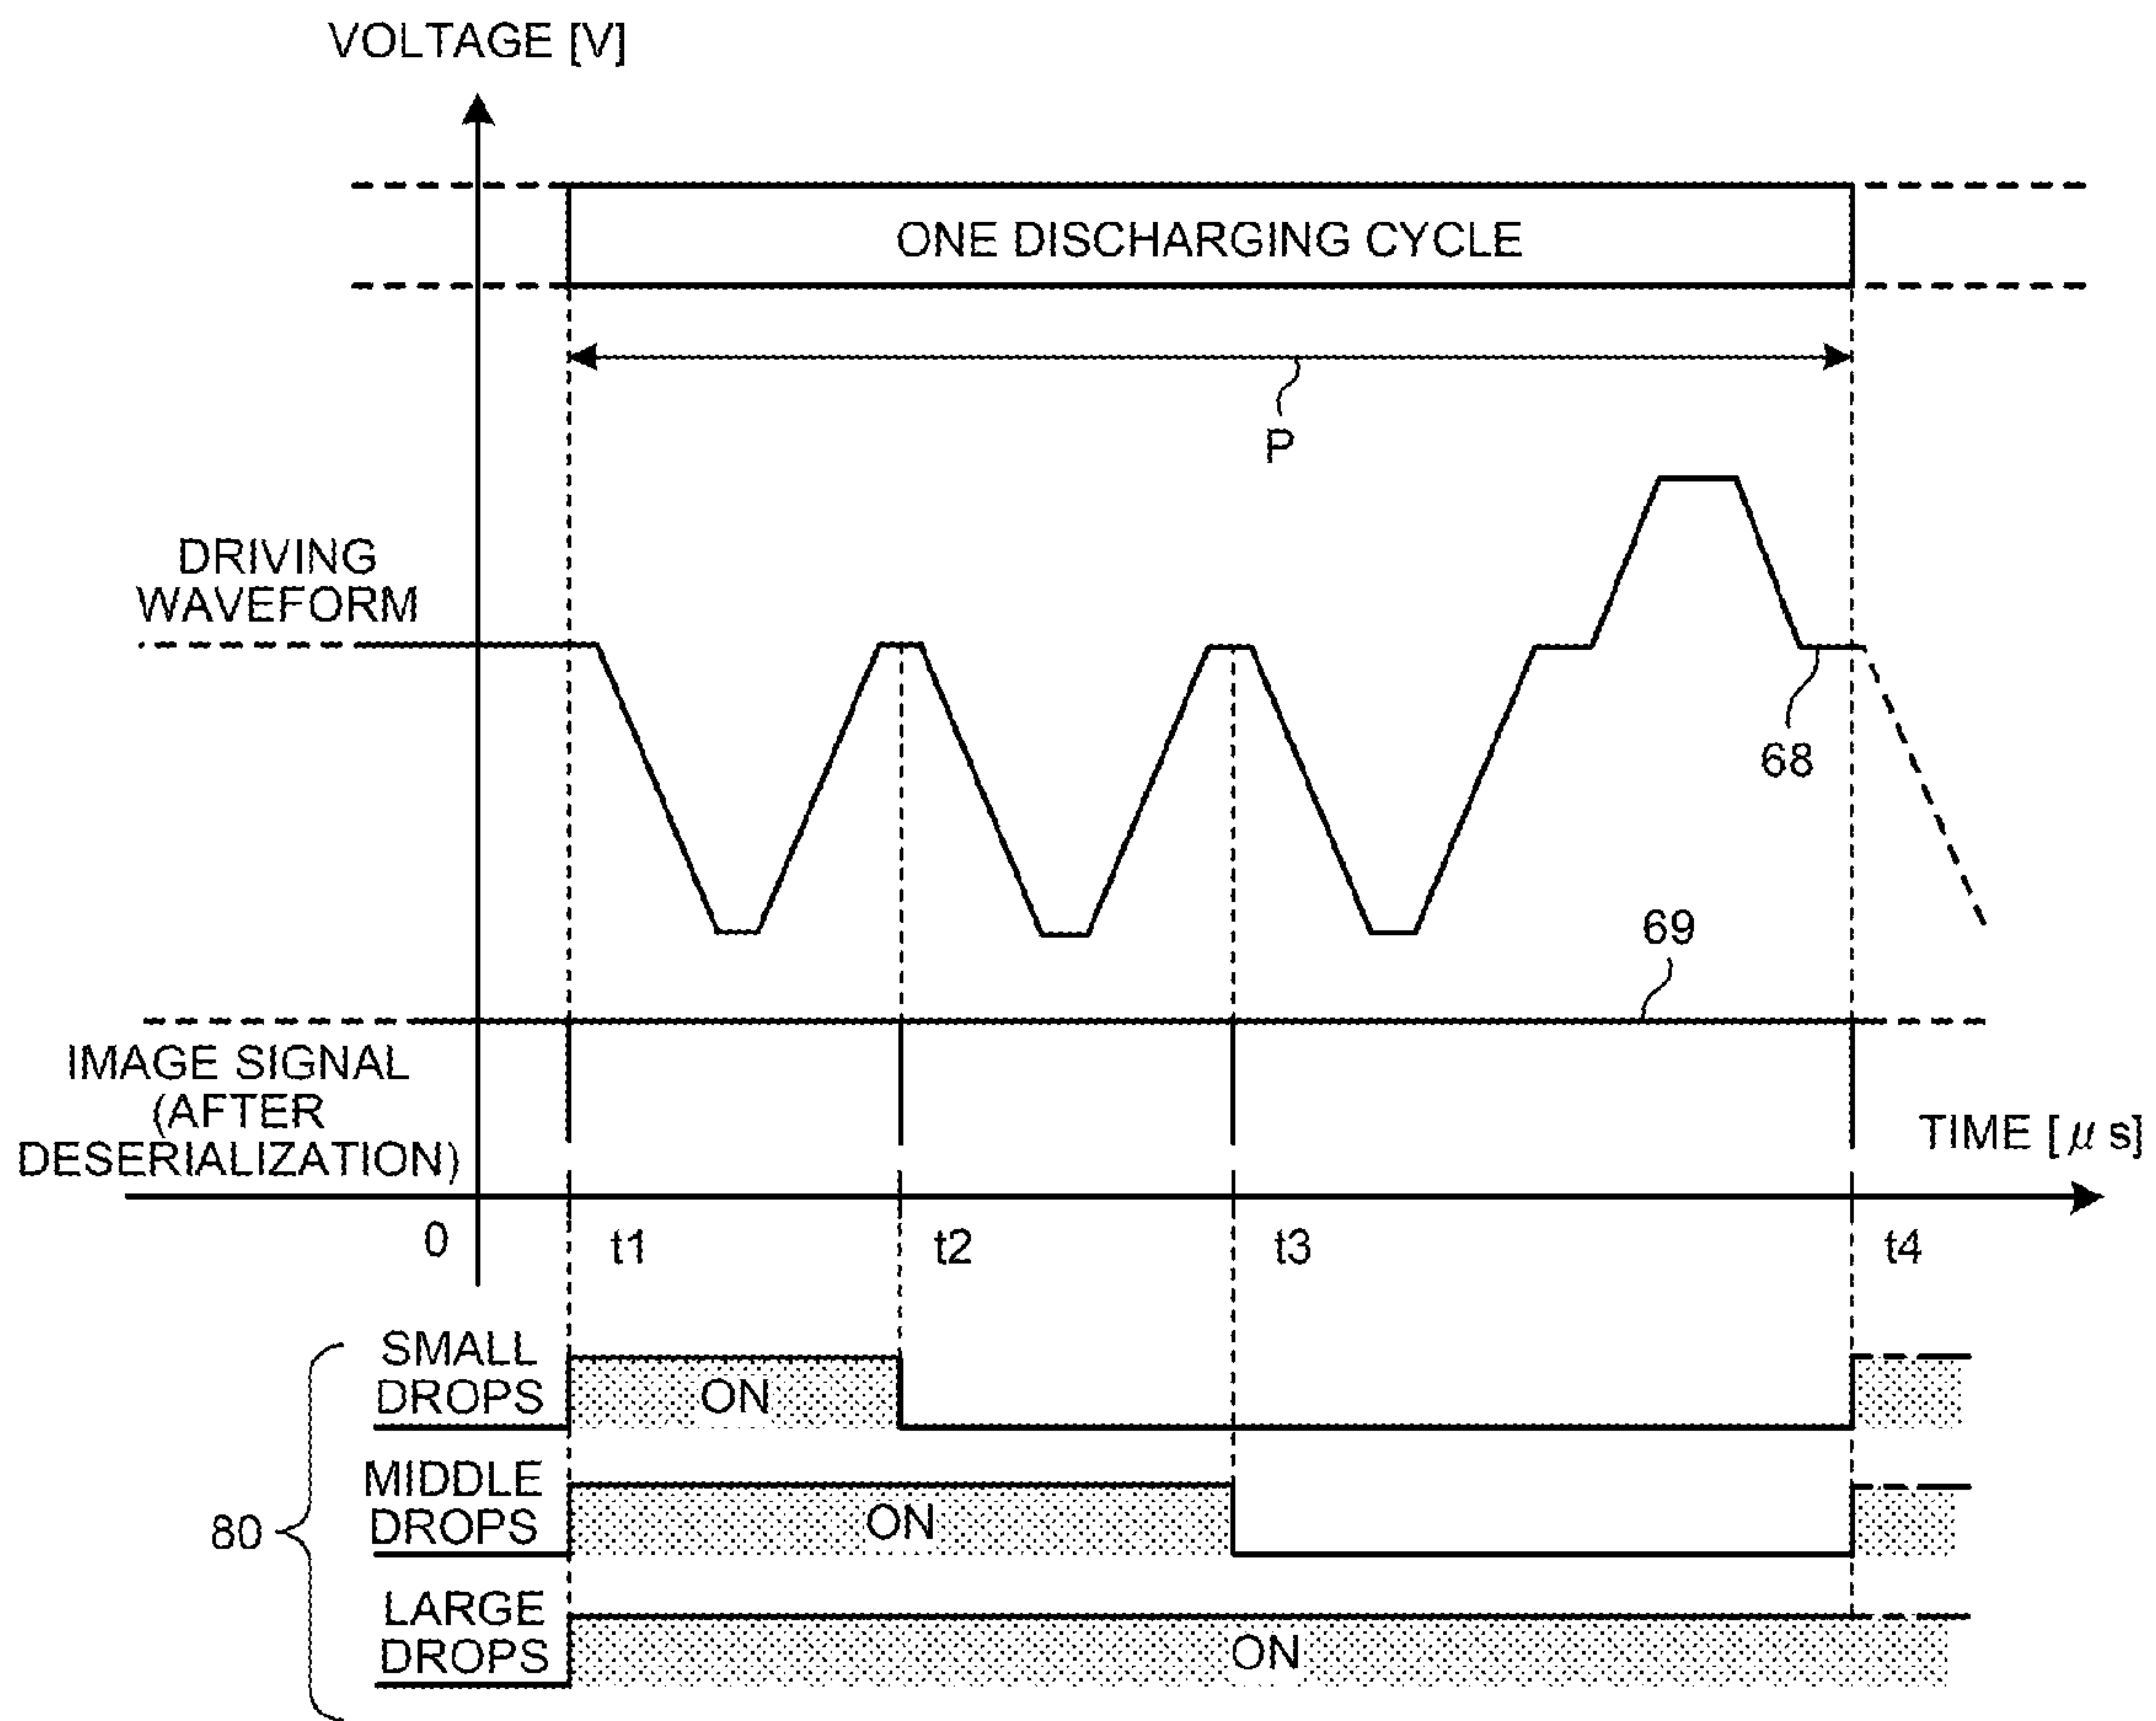 VOLTAGE [V]
ONE DISCHARGING CYCLE
P
DRIVING
WAVEFORM
68
69
IMAGE SIGNAL
(AFTER
DESERIALIZATION)
TIME [μs]
0 t1 t2 t3 t4
SMALL
DROPS
ON
MIDDLE
DROPS
ON
80
LARGE
DROPS
ON